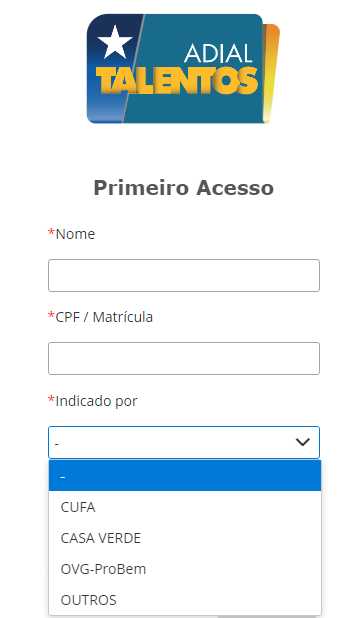 ADIAL
TALENTOS
Primeiro Acesso
*Nome
*CPF / Matrícula
*Indicado por
-
-
CUFA
CASA VERDE
OVG-ProBem
OUTROS